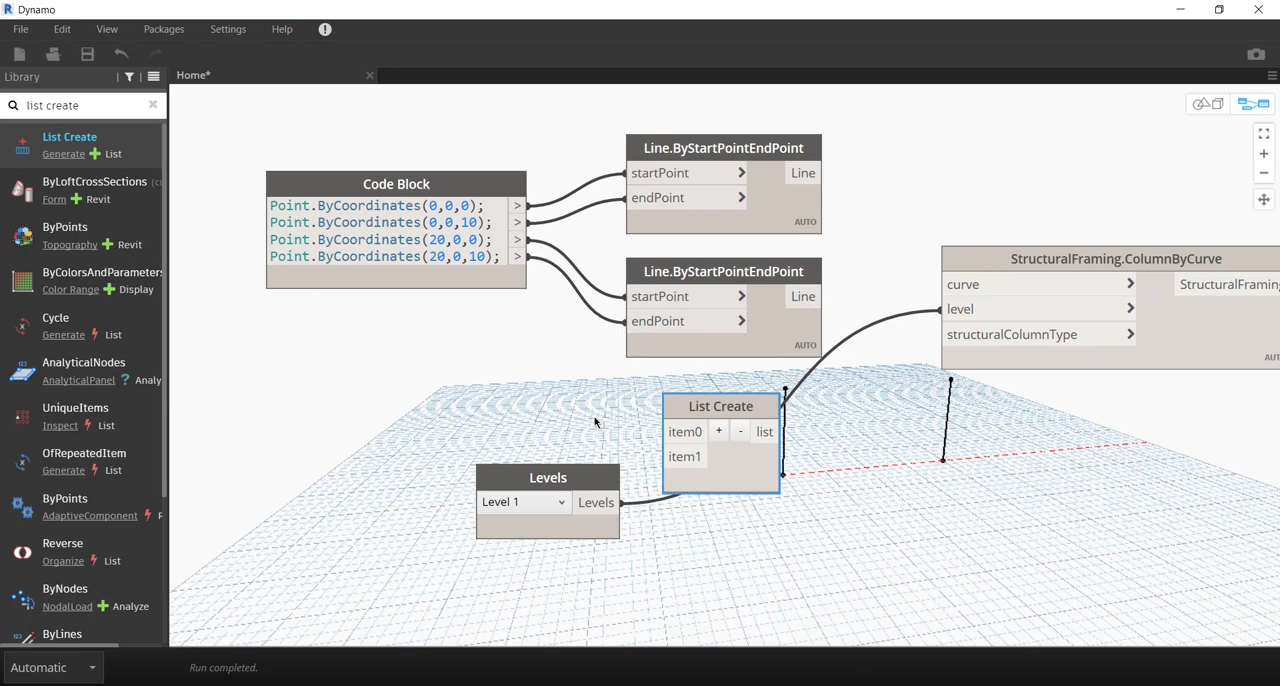 Dynamo
File Edit View Packages Settings Help
Library
Home*
list create
List Create
Generate List
ByLoftCrossSections (c
Form Revit
ByPoints
Topography Revit
ByColorsAndParameters
Color Range Display
Cycle
Generate List
AnalyticalNodes
AnalyticalPanel ? Analy
UniqueItems
Inspect List
OfRepeatedItem
Generate List
ByPoints
AdaptiveComponent
Reverse
Organize List
ByNodes
NodalLoad Analyze
ByLines
Automatic
Run completed.
Code Block
Point.ByCoordinates(0,0,0); >
Point.ByCoordinates(0,0,10); >
Point.ByCoordinates(20,0,0); >
Point.ByCoordinates(20,0,10); >
Line.ByStartPointEndPoint
startPoint > Line
endPoint >
AUTO
Line.ByStartPointEndPoint
startPoint > Line
endPoint >
AUTO
StructuralFraming.ColumnByCurve
curve > StructuralFraming
level >
structuralColumnType >
AUT
List Create
item0 + - list
item1
Levels
Level 1 Levels